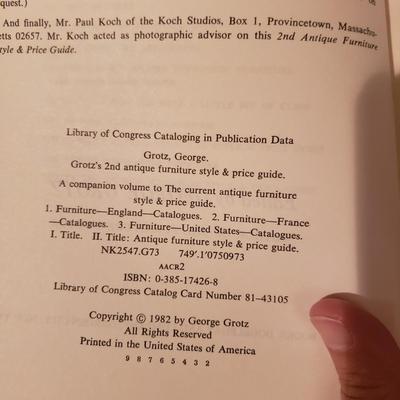 quest.)
And finally, Mr. Paul Koch of the Koch Studios, Box 1, Provincetown, Massachu-
etts 02657. Mr. Koch acted as photographic advisor on this 2nd Antique Furniture
tyle & Price Guide.
Library of Congress Cataloging in Publication Data
Grotz, George.
Grotz's 2nd antique furniture style & price guide.
A companion volume to The current antique furniture
style & price guide.
1. Furniture—England—Catalogues. 2. Furniture—France
—Catalogues. 3. Furniture—United States—Catalogues.
I. Title. II. Title: Antique furniture style & price guide.
NK2547.G73 749'.1'0750973
AACR2
ISBN: 0-385-17426-8
Library of Congress Catalog Card Number 81-43105
Copyright © 1982 by George Grotz
All Rights Reserved
Printed in the United States of America
9 8 7 6 5 4 3 2